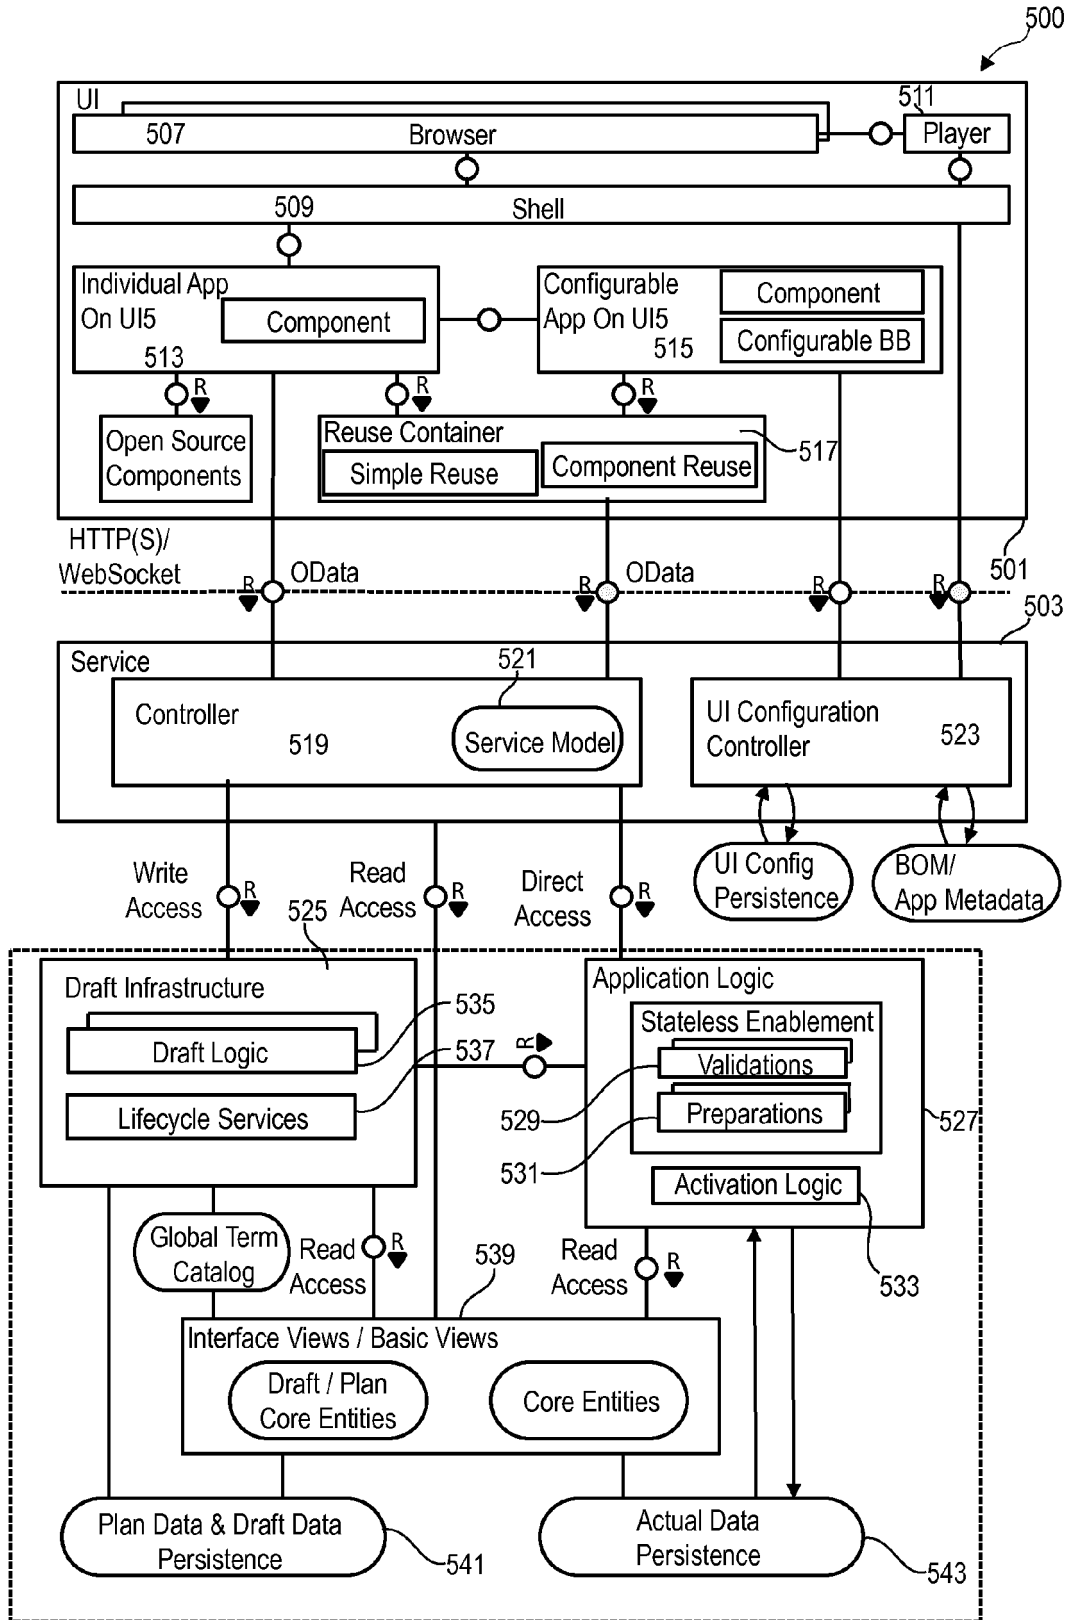 500
UI
511
507
Browser
Player
509
Shell
Individual App
On UI5
Component
513
Configurable
App On UI5
515
Component
Configurable BB
R
R
R
Open Source
Components
Reuse Container
Simple Reuse
Component Reuse
517
HTTP(S)/
WebSocket
R
OData
R
OData
R
R
501
503
Service
521
Controller
519
Service Model
UI Configuration
Controller
523
Write
Access
R
Read
Access
R
Direct
Access
R
UI Config
Persistence
BOM/
App Metadata
525
Draft Infrastructure
Draft Logic
535
537
Lifecycle Services
R
Application Logic
Stateless Enablement
Validations
529
Preparations
531
527
Activation Logic
533
Global Term
Catalog
Read
Access
R
539
Read
Access
R
Interface Views / Basic Views
Draft / Plan
Core Entities
Core Entities
Plan Data & Draft Data
Persistence
541
Actual Data
Persistence
543